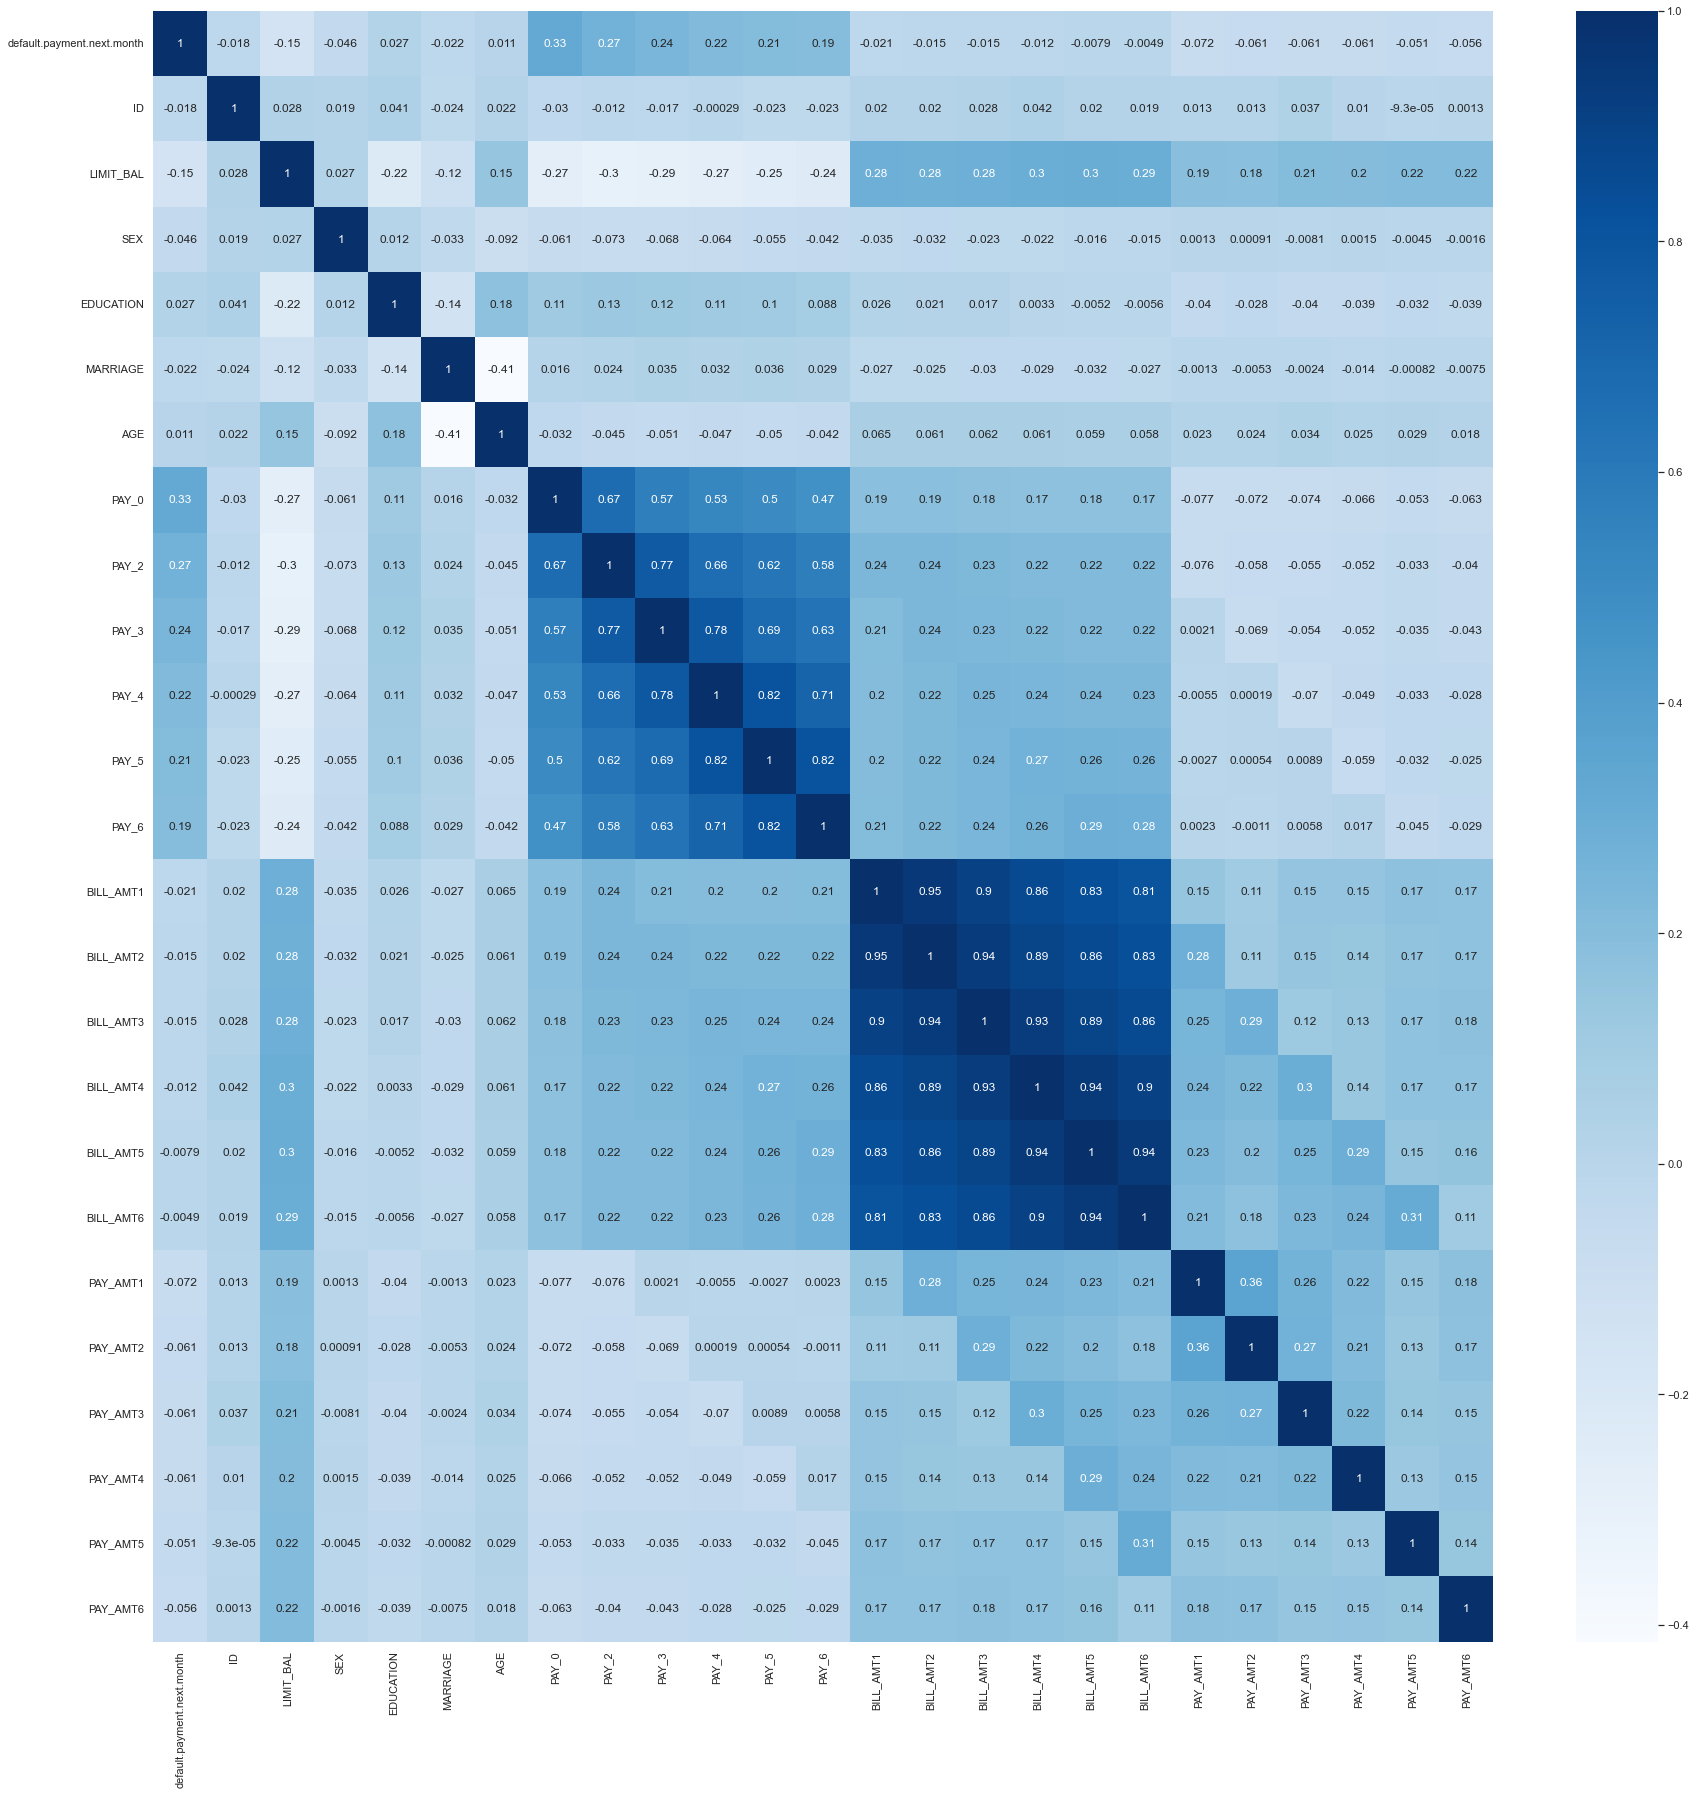 default.payment.next.month 1 -0.018 -0.15 -0.046 0.027 -0.022 0.011 0.33 0.27 0.24 0.22 0.21 0.19 -0.021 -0.015 -0.015 -0.012 -0.0079 -0.0049 -0.072 -0.061 -0.061 -0.061 -0.051 -0.056
ID -0.018 1 0.028 0.019 0.041 -0.024 0.022 -0.03 -0.012 -0.017 -0.00029 -0.023 -0.023 0.02 0.02 0.028 0.042 0.02 0.019 0.013 0.013 0.037 0.01 -9.3e-05 0.0013
LIMIT_BAL -0.15 0.028 1 0.027 -0.22 -0.12 0.15 -0.27 -0.3 -0.29 -0.27 -0.25 -0.24 0.28 0.28 0.28 0.3 0.3 0.29 0.19 0.18 0.21 0.2 0.22 0.22
SEX -0.046 0.019 0.027 1 0.012 -0.033 -0.092 -0.061 -0.073 -0.068 -0.064 -0.055 -0.042 -0.035 -0.032 -0.023 -0.022 -0.016 -0.015 0.0013 0.00091 -0.0081 0.0015 -0.0045 -0.0016
EDUCATION 0.027 0.041 -0.22 0.012 1 -0.14 0.18 0.11 0.13 0.12 0.11 0.1 0.088 0.026 0.021 0.017 0.0033 -0.0052 -0.0056 -0.04 -0.028 -0.04 -0.039 -0.032 -0.039
MARRIAGE -0.022 -0.024 -0.12 -0.033 -0.14 1 -0.41 0.016 0.024 0.035 0.032 0.036 0.029 -0.027 -0.025 -0.03 -0.029 -0.032 -0.027 -0.0013 -0.0053 -0.0024 -0.014 -0.00082 -0.0075
AGE 0.011 0.022 0.15 -0.092 0.18 -0.41 1 -0.032 -0.045 -0.051 -0.047 -0.05 -0.042 0.065 0.061 0.062 0.061 0.059 0.058 0.023 0.024 0.034 0.025 0.029 0.018
PAY_0 0.33 -0.03 -0.27 -0.061 0.11 0.016 -0.032 1 0.67 0.57 0.53 0.5 0.47 0.19 0.19 0.18 0.17 0.18 0.17 -0.077 -0.072 -0.074 -0.066 -0.053 -0.063
PAY_2 0.27 -0.012 -0.3 -0.073 0.13 0.024 -0.045 0.67 1 0.77 0.66 0.62 0.58 0.24 0.24 0.23 0.22 0.22 0.22 -0.076 -0.058 -0.055 -0.052 -0.033 -0.04
PAY_3 0.24 -0.017 -0.29 -0.068 0.12 0.035 -0.051 0.57 0.77 1 0.78 0.69 0.63 0.21 0.24 0.23 0.22 0.22 0.22 0.0021 -0.069 -0.054 -0.052 -0.035 -0.043
PAY_4 0.22 -0.00029 -0.27 -0.064 0.11 0.032 -0.047 0.53 0.66 0.78 1 0.82 0.71 0.2 0.22 0.25 0.24 0.24 0.23 -0.0055 0.00019 -0.07 -0.049 -0.033 -0.028
PAY_5 0.21 -0.023 -0.25 -0.055 0.1 0.036 -0.05 0.5 0.62 0.69 0.82 1 0.82 0.2 0.22 0.24 0.27 0.26 0.26 -0.0027 0.00054 0.0089 -0.059 -0.032 -0.025
PAY_6 0.19 -0.023 -0.24 -0.042 0.088 0.029 -0.042 0.47 0.58 0.63 0.71 0.82 1 0.21 0.22 0.24 0.26 0.29 0.28 0.0023 -0.0011 0.0058 0.017 -0.045 -0.029
BILL_AMT1 -0.021 0.02 0.28 -0.035 0.026 -0.027 0.065 0.19 0.24 0.21 0.2 0.2 0.21 1 0.95 0.9 0.86 0.83 0.81 0.15 0.11 0.15 0.15 0.17 0.17
BILL_AMT2 -0.015 0.02 0.28 -0.032 0.021 -0.025 0.061 0.19 0.24 0.24 0.22 0.22 0.22 0.95 1 0.94 0.89 0.86 0.83 0.28 0.11 0.15 0.14 0.17 0.17
BILL_AMT3 -0.015 0.028 0.28 -0.023 0.017 -0.03 0.062 0.18 0.23 0.23 0.25 0.24 0.24 0.9 0.94 1 0.93 0.89 0.86 0.25 0.29 0.12 0.13 0.17 0.18
BILL_AMT4 -0.012 0.042 0.3 -0.022 0.0033 -0.029 0.061 0.17 0.22 0.22 0.24 0.27 0.26 0.86 0.89 0.93 1 0.94 0.9 0.24 0.22 0.3 0.14 0.17 0.17
BILL_AMT5 -0.0079 0.02 0.3 -0.016 -0.0052 -0.032 0.059 0.18 0.22 0.22 0.24 0.26 0.29 0.83 0.86 0.89 0.94 1 0.94 0.23 0.2 0.25 0.29 0.15 0.16
BILL_AMT6 -0.0049 0.019 0.29 -0.015 -0.0056 -0.027 0.058 0.17 0.22 0.22 0.23 0.26 0.28 0.81 0.83 0.86 0.9 0.94 1 0.21 0.18 0.23 0.24 0.31 0.11
PAY_AMT1 -0.072 0.013 0.19 0.0013 -0.04 -0.0013 0.023 -0.077 -0.076 0.0021 -0.0055 -0.0027 0.0023 0.15 0.28 0.25 0.24 0.23 0.21 1 0.36 0.26 0.22 0.15 0.18
PAY_AMT2 -0.061 0.013 0.18 0.00091 -0.028 -0.0053 0.024 -0.072 -0.058 -0.069 0.00019 0.00054 -0.0011 0.11 0.11 0.29 0.22 0.2 0.18 0.36 1 0.27 0.21 0.13 0.17
PAY_AMT3 -0.061 0.037 0.21 -0.0081 -0.04 -0.0024 0.034 -0.074 -0.055 -0.054 -0.07 0.0089 0.0058 0.15 0.15 0.12 0.3 0.25 0.23 0.26 0.27 1 0.22 0.14 0.15
PAY_AMT4 -0.061 0.01 0.2 0.0015 -0.039 -0.014 0.025 -0.066 -0.052 -0.052 -0.049 -0.059 0.017 0.15 0.14 0.13 0.14 0.29 0.24 0.22 0.21 0.22 1 0.13 0.15
PAY_AMT5 -0.051 -9.3e-05 0.22 -0.0045 -0.032 -0.00082 0.029 -0.053 -0.033 -0.035 -0.033 -0.032 -0.045 0.17 0.17 0.17 0.17 0.15 0.31 0.15 0.13 0.14 0.13 1 0.14
PAY_AMT6 -0.056 0.0013 0.22 -0.0016 -0.039 -0.0075 0.018 -0.063 -0.04 -0.043 -0.028 -0.025 -0.029 0.17 0.17 0.18 0.17 0.16 0.11 0.18 0.17 0.15 0.15 0.14 1
default.payment.next.month ID LIMIT_BAL SEX EDUCATION MARRIAGE AGE PAY_0 PAY_2 PAY_3 PAY_4 PAY_5 PAY_6 BILL_AMT1 BILL_AMT2 BILL_AMT3 BILL_AMT4 BILL_AMT5 BILL_AMT6 PAY_AMT1 PAY_AMT2 PAY_AMT3 PAY_AMT4 PAY_AMT5 PAY_AMT6
1.0
0.8
0.6
0.4
0.2
0.0
−0.2
−0.4